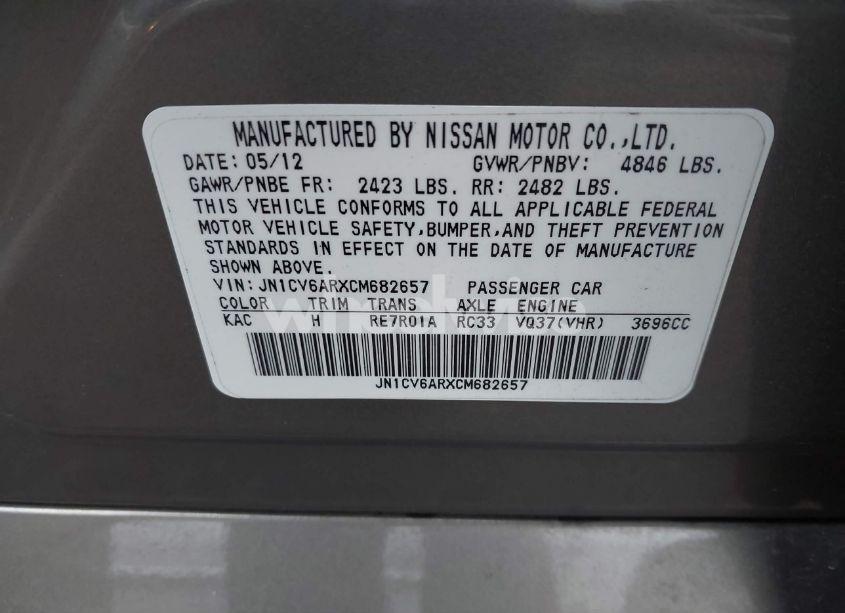 MANUFACTURED BY NISSAN MOTOR CO.,LTD.
DATE: 05/12 GVWR/PNBV: 4846 LBS.
GAWR/PNBE FR: 2423 LBS. RR: 2482 LBS.
THIS VEHICLE CONFORMS TO ALL APPLICABLE FEDERAL
MOTOR VEHICLE SAFETY,BUMPER,AND THEFT PREVENTION
STANDARDS IN EFFECT ON THE DATE OF MANUFACTURE
SHOWN ABOVE.
VIN: JN1CV6ARXCM682657 PASSENGER CAR
COLOR TRIM TRANS AXLE ENGINE
KAC H RE7R01A RC33 VQ37(VHR) 3696CC
JN1CV6ARXCM682657